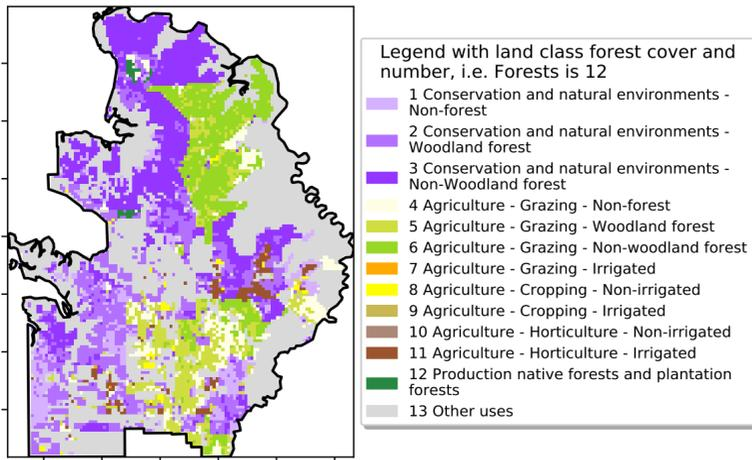 Legend with land class forest cover and
number, i.e. Forests is 12
1 Conservation and natural environments -
Non-forest
2 Conservation and natural environments -
Woodland forest
3 Conservation and natural environments -
Non-Woodland forest
4 Agriculture - Grazing - Non-forest
5 Agriculture - Grazing - Woodland forest
6 Agriculture - Grazing - Non-woodland forest
7 Agriculture - Grazing - Irrigated
8 Agriculture - Cropping - Non-irrigated
9 Agriculture - Cropping - Irrigated
10 Agriculture - Horticulture - Non-irrigated
11 Agriculture - Horticulture - Irrigated
12 Production native forests and plantation
forests
13 Other uses